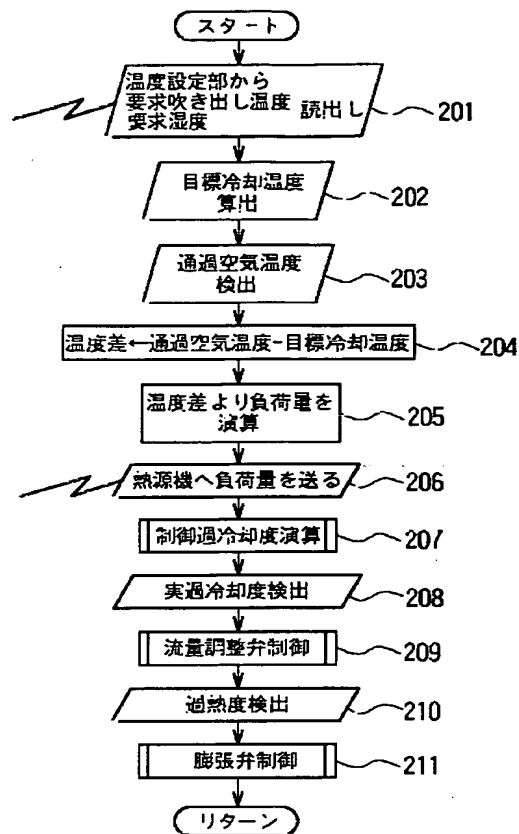 スタート
温度設定部から
要求吹き出し温度 読出し
要求湿度
201
目標冷却温度
算出
202
通過空気温度
検出
203
温度差←通過空気温度-目標冷却温度
204
温度差より負荷量を
演算
205
熱源機へ負荷量を送る
206
制御過冷却度演算
207
実過冷却度検出
208
流量調整弁制御
209
過熱度検出
210
膨張弁制御
211
リターン